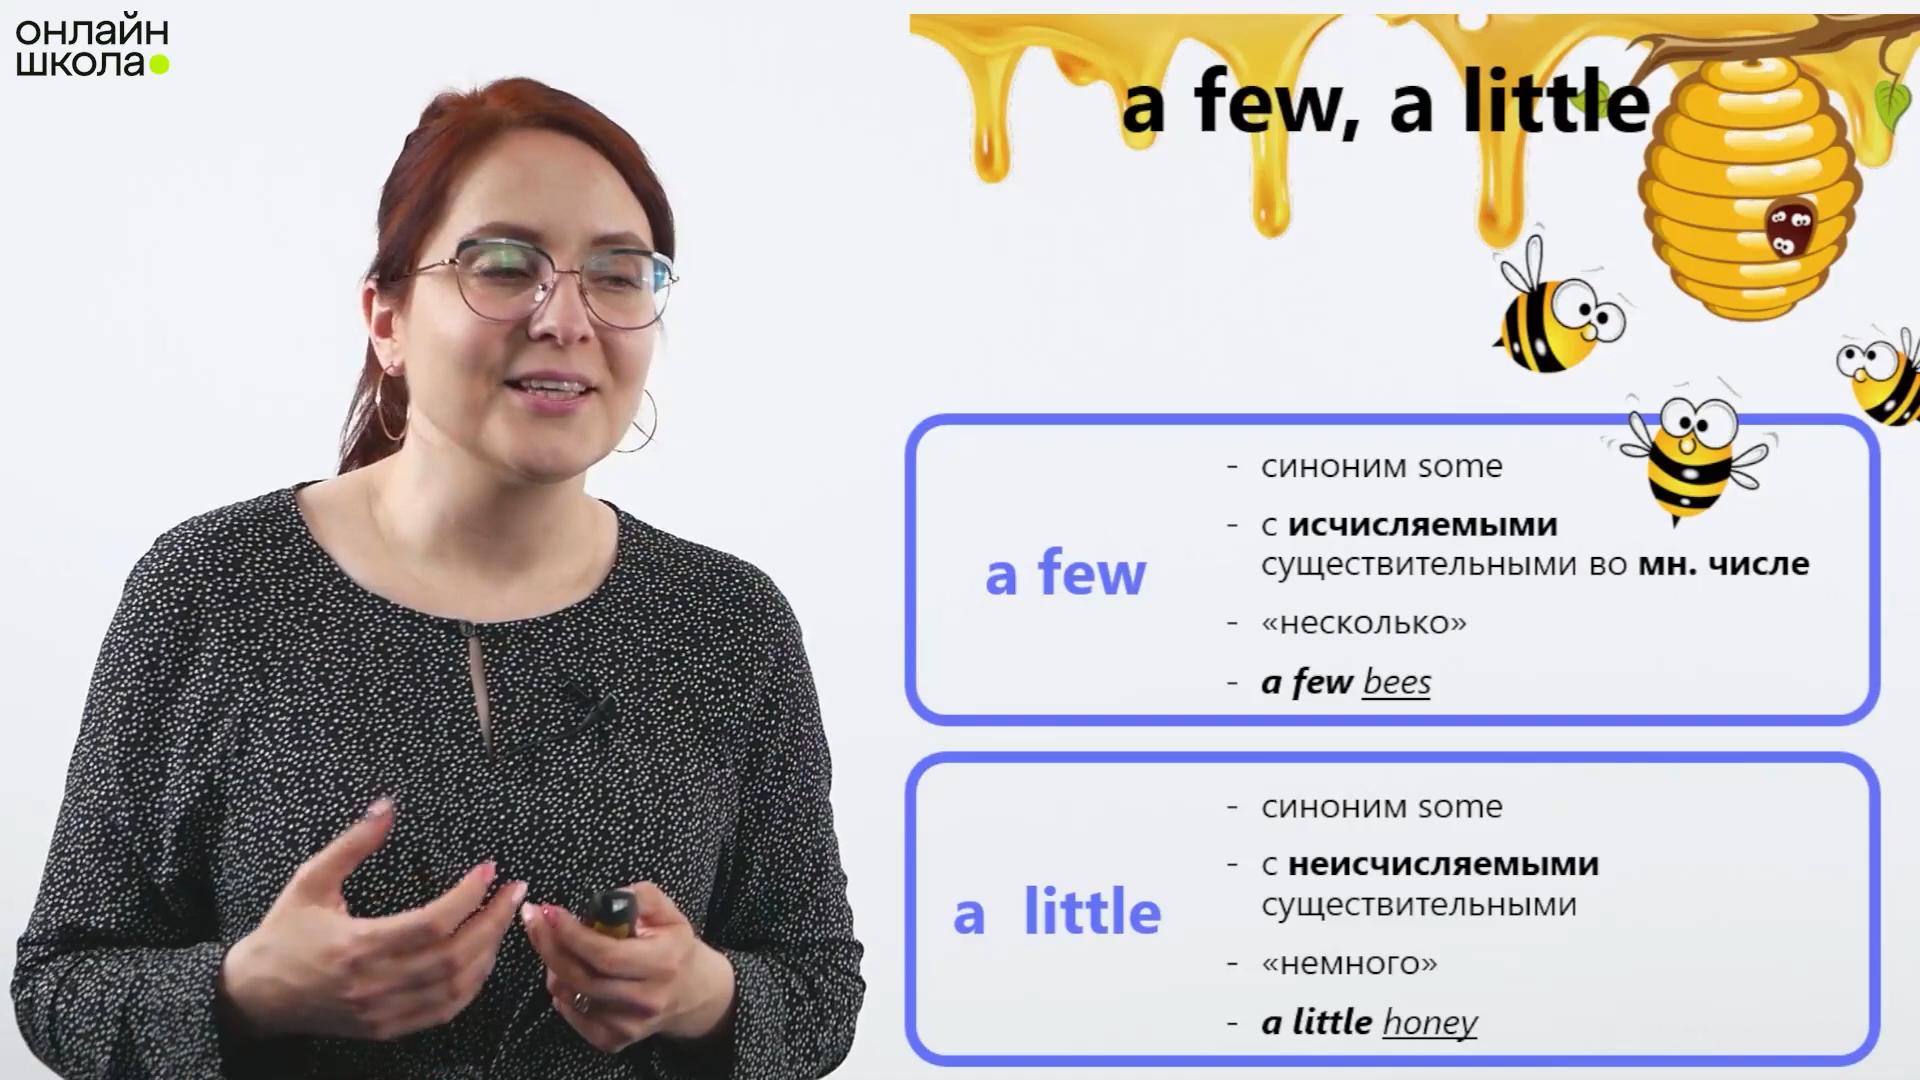 онлайн
школа
a few, a little
a few
- синоним some
- с исчисляемыми
существительными во мн. числе
- «несколько»
- a few bees
a little
- синоним some
- с неисчисляемыми
существительными
- «немного»
- a little honey